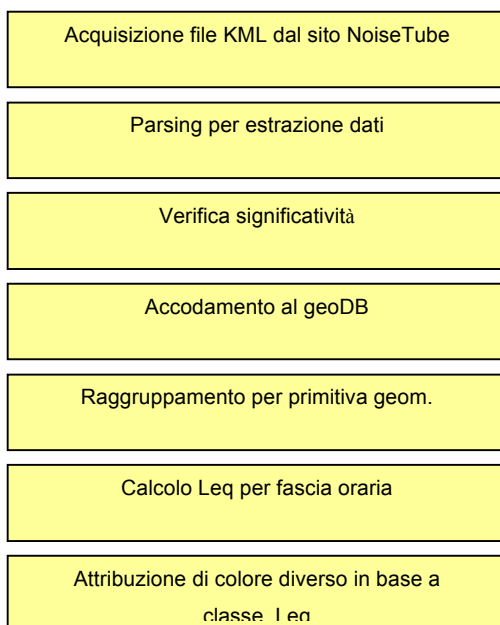 Acquisizione file KML dal sito NoiseTube
Parsing per estrazione dati
Verifica significatività
Accodamento al geoDB
Raggruppamento per primitiva geom.
Calcolo Leq per fascia oraria
Attribuzione di colore diverso in base a
classe Leq